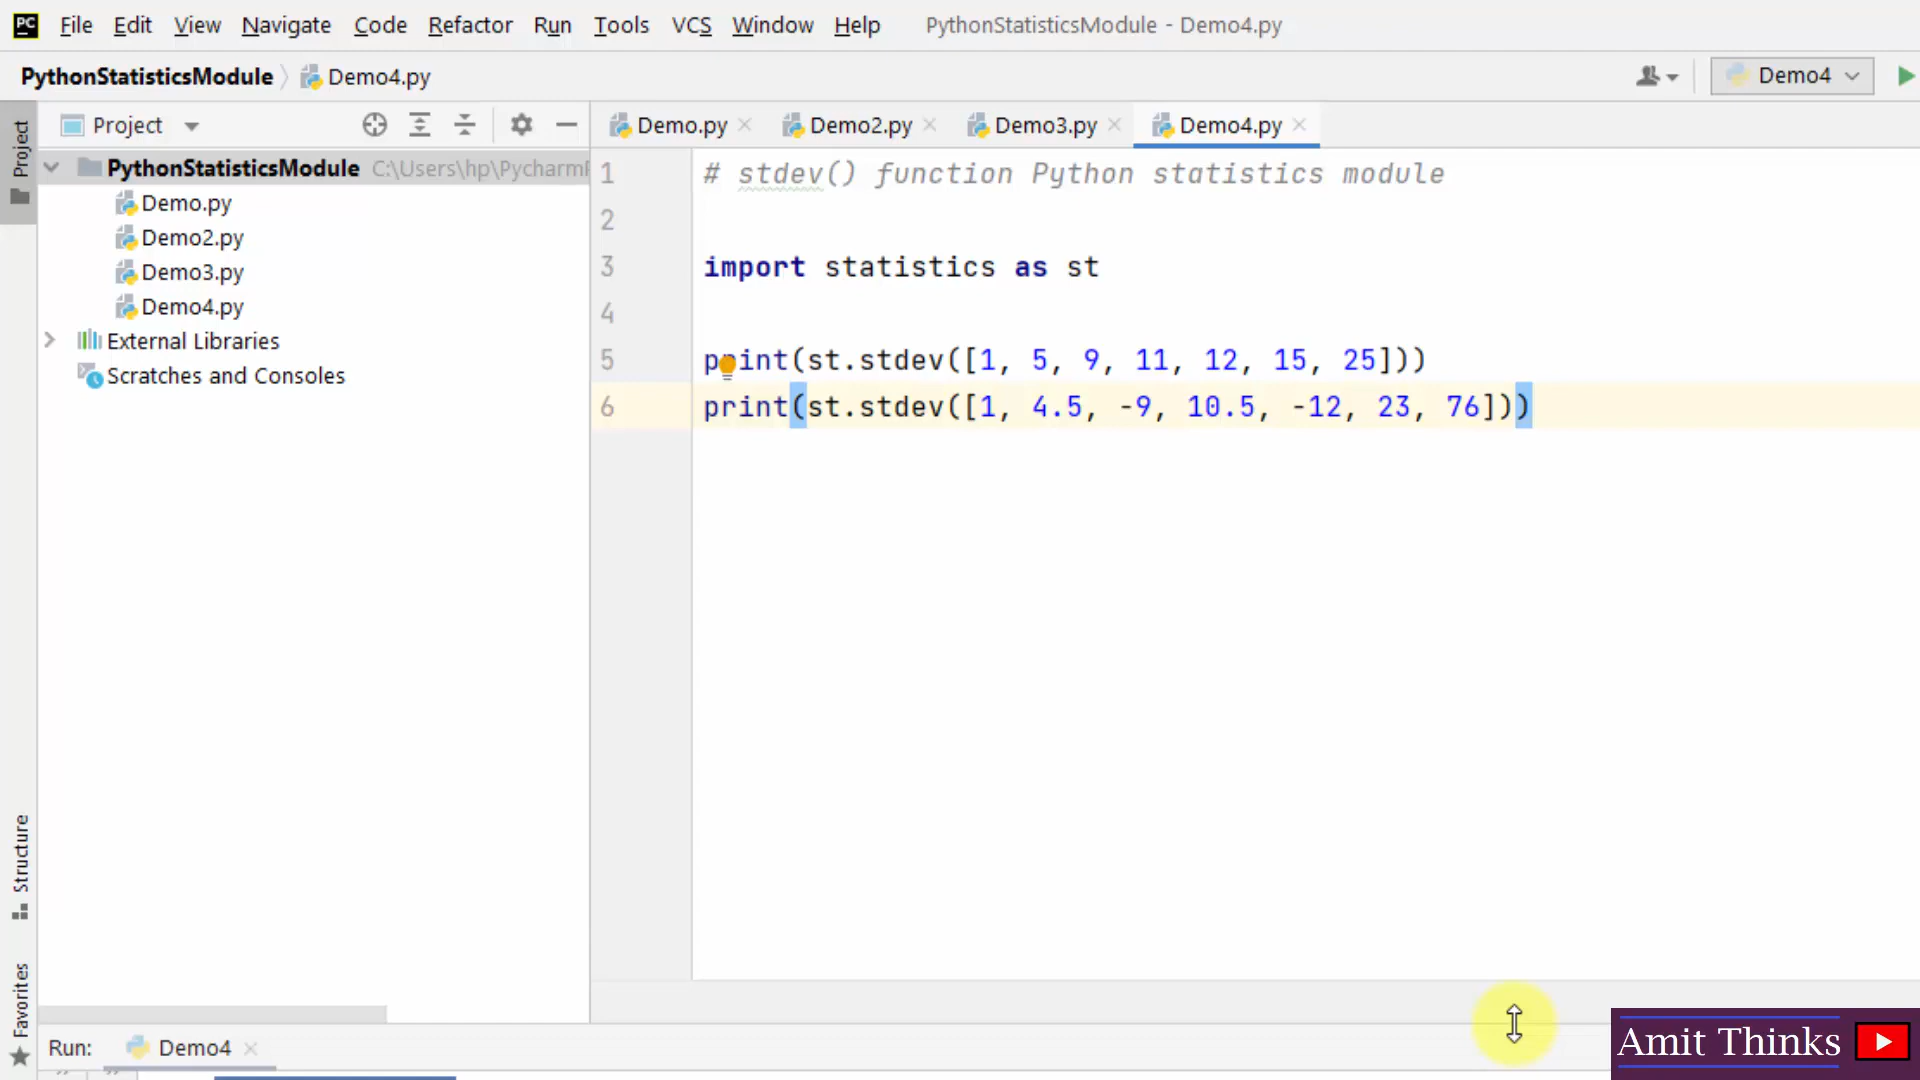 PC File Edit View Navigate Code Refactor Run Tools VCS Window Help PythonStatisticsModule - Demo4.py
PythonStatisticsModule Demo4.py Demo4
Project
Project
Demo.py Demo2.py Demo3.py Demo4.py
PythonStatisticsModule C:\Users\hp\Pycharm
Demo.py
Demo2.py
Demo3.py
Demo4.py
External Libraries
Scratches and Consoles
1 # stdev() function Python statistics module
2
3 import statistics as st
4
5 print(st.stdev([1, 5, 9, 11, 12, 15, 25]))
6 print(st.stdev([1, 4.5, -9, 10.5, -12, 23, 76]))
Structure
Favorites
Run: Demo4
Amit Thinks